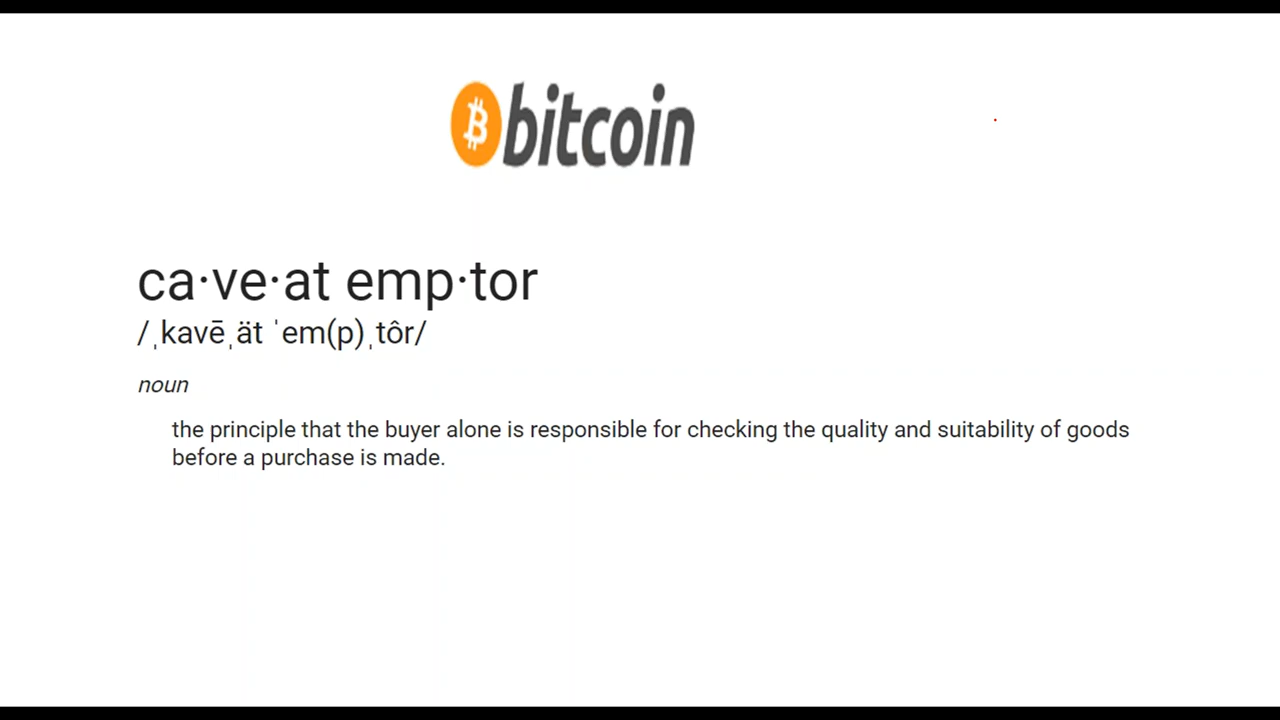 bitcoin
ca·ve·at emp·tor
/ˌkavēˌät ˈem(p)ˌtôr/
noun
the principle that the buyer alone is responsible for checking the quality and suitability of goods
before a purchase is made.